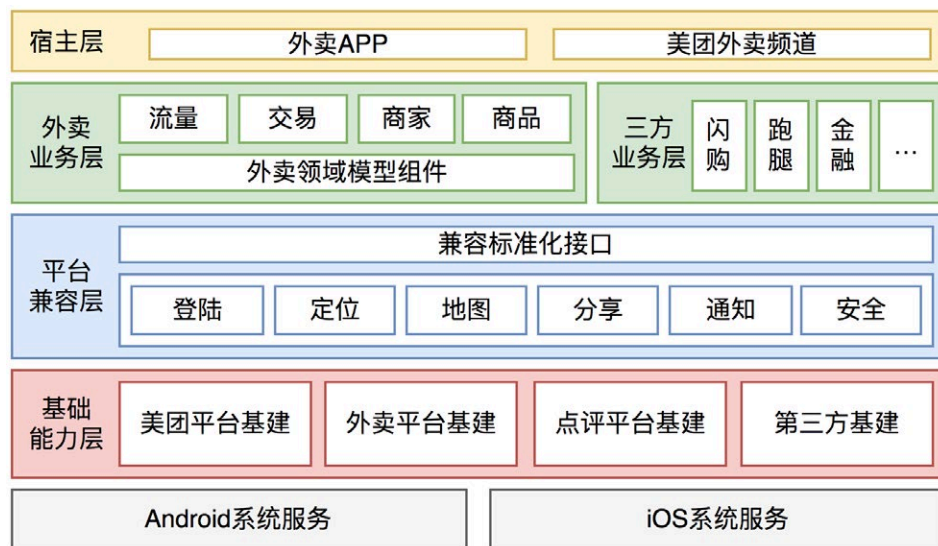 宿主层
外卖APP
美团外卖频道
外卖
业务层
流量
交易
商家
商品
外卖领域模型组件
三方
业务层
闪
购
跑
腿
金
融
…
平台
兼容层
兼容标准化接口
登陆
定位
地图
分享
通知
安全
基础
能力层
美团平台基建
外卖平台基建
点评平台基建
第三方基建
Android系统服务
iOS系统服务